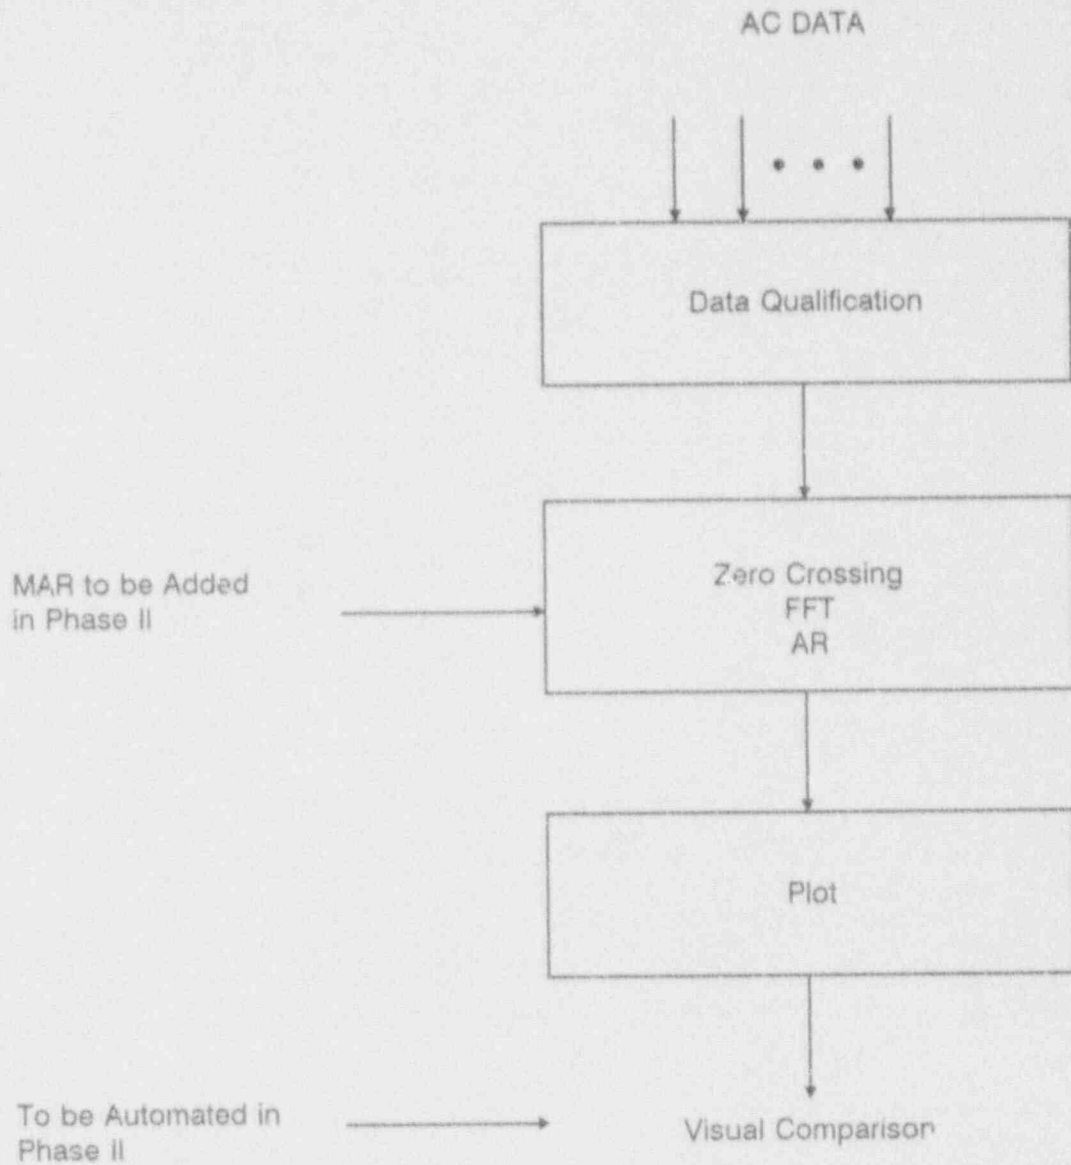 AC DATA
Data Qualification
MAR to be Added
in Phase II
Zero Crossing
FFT
AR
Plot
To be Automated in
Phase II
Visual Comparison